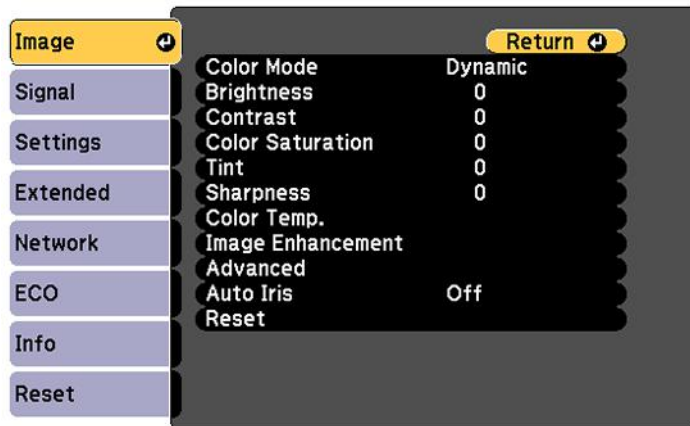 Image
Signal
Settings
Extended
Network
ECO
Info
Reset
Return
Color Mode Dynamic
Brightness 0
Contrast 0
Color Saturation 0
Tint 0
Sharpness 0
Color Temp.
Image Enhancement
Advanced
Auto Iris Off
Reset